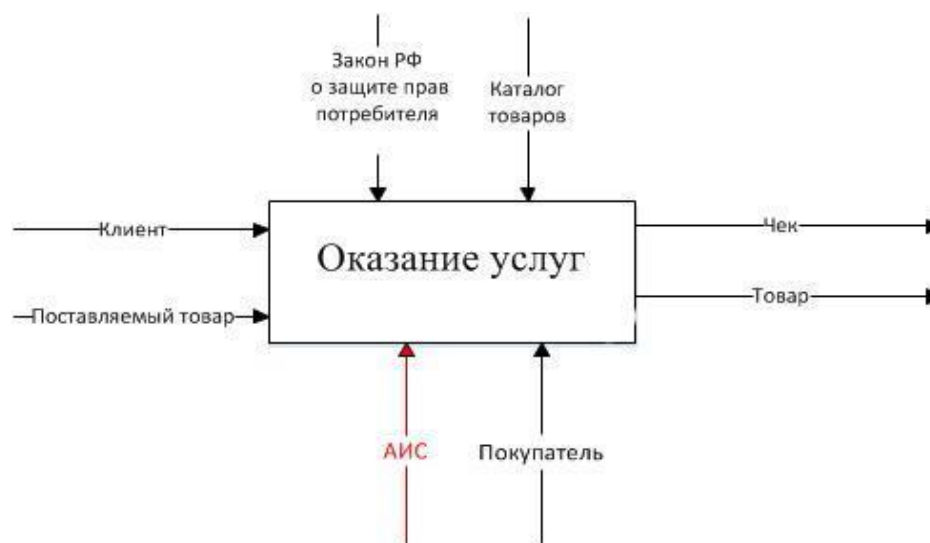 Закон РФ
о защите прав
потребителя
Каталог
товаров
Клиент
Чек
Оказание услуг
Поставляемый товар
Товар
АИС
Покупатель